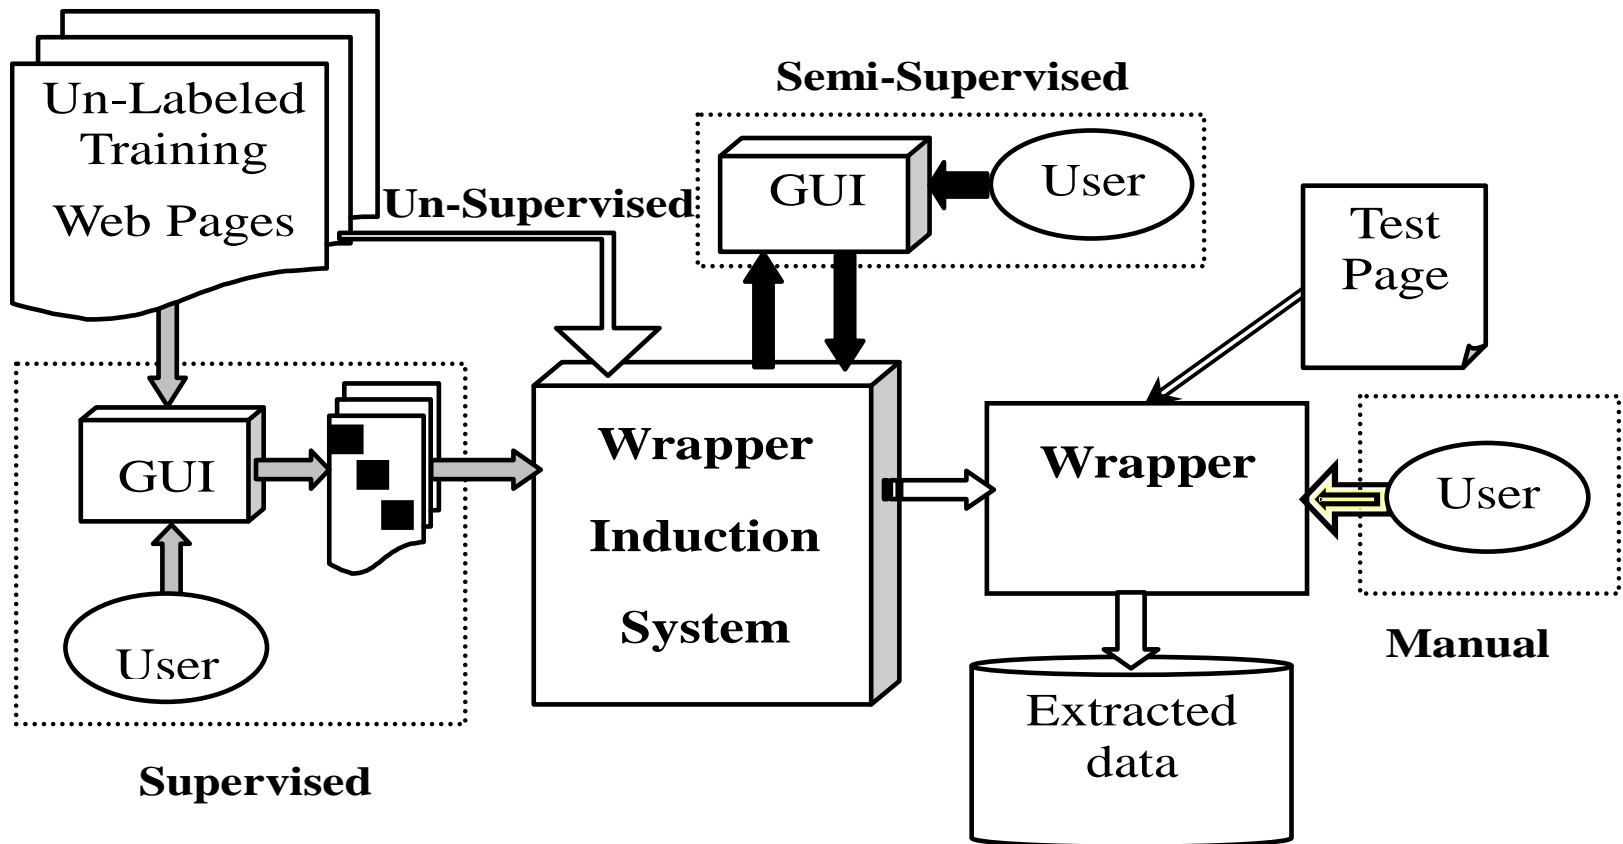 Un-Labeled
Training
Web Pages
Un-Supervised
Semi-Supervised
GUI
User
Test
Page
GUI
User
Supervised
Wrapper
Induction
System
Wrapper
User
Manual
Extracted
data